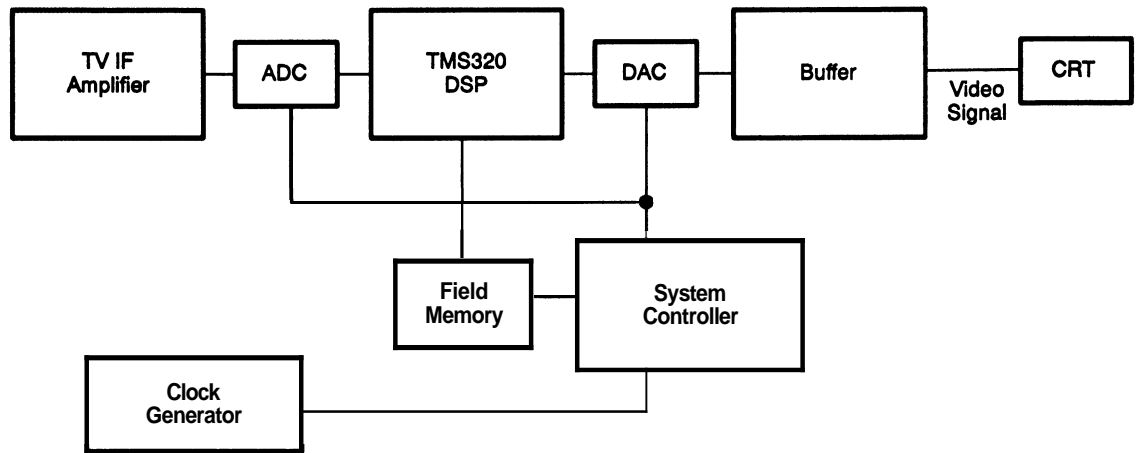 TV IF
Amplifier
ADC
TMS320
DSP
DAC
Buffer
Video
Signal
CRT
Field
Memory
System
Controller
Clock
Generator